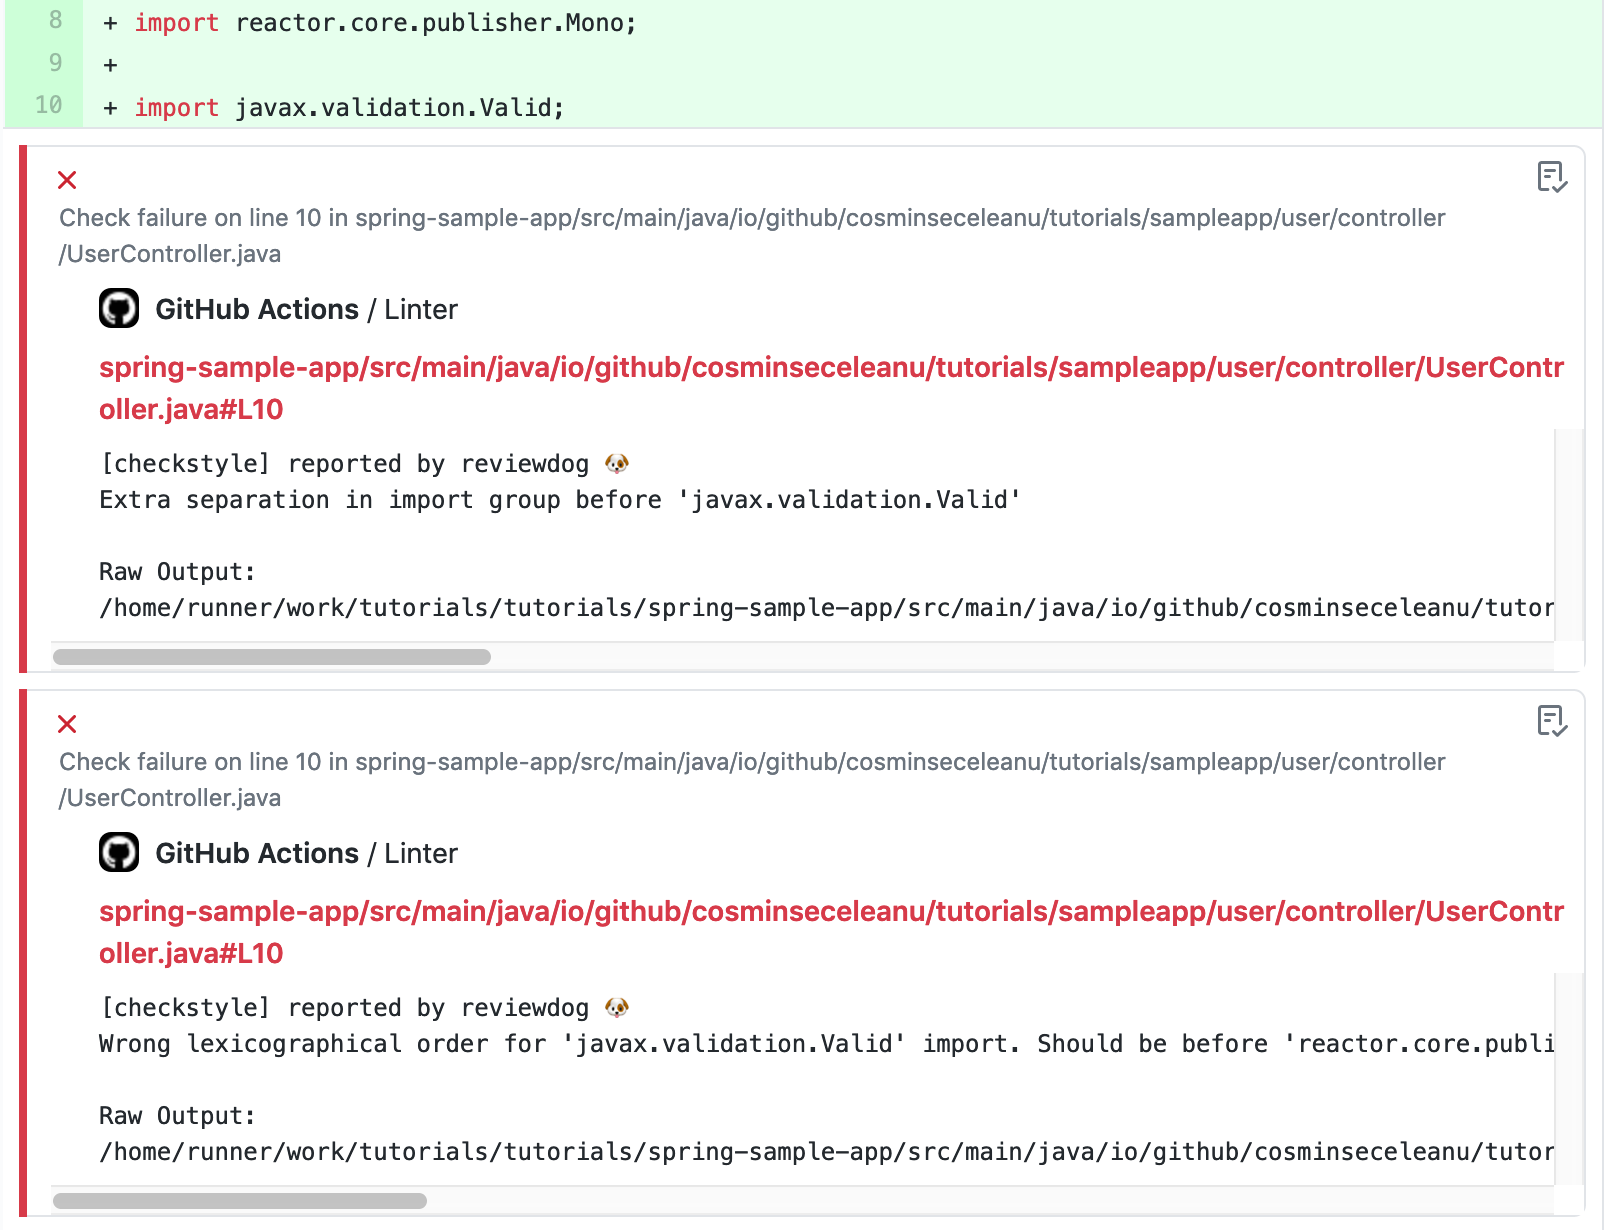 8 + import reactor.core.publisher.Mono;
9 +
10 + import javax.validation.Valid;
Check failure on line 10 in spring-sample-app/src/main/java/io/github/cosminseceleanu/tutorials/sampleapp/user/controller
/UserController.java
GitHub Actions / Linter
spring-sample-app/src/main/java/io/github/cosminseceleanu/tutorials/sampleapp/user/controller/UserContr
oller.java#L10
[checkstyle] reported by reviewdog 🐶
Extra separation in import group before 'javax.validation.Valid'
Raw Output:
/home/runner/work/tutorials/tutorials/spring-sample-app/src/main/java/io/github/cosminseceleanu/tutor
Check failure on line 10 in spring-sample-app/src/main/java/io/github/cosminseceleanu/tutorials/sampleapp/user/controller
/UserController.java
GitHub Actions / Linter
spring-sample-app/src/main/java/io/github/cosminseceleanu/tutorials/sampleapp/user/controller/UserContr
oller.java#L10
[checkstyle] reported by reviewdog 🐶
Wrong lexicographical order for 'javax.validation.Valid' import. Should be before 'reactor.core.publi
Raw Output:
/home/runner/work/tutorials/tutorials/spring-sample-app/src/main/java/io/github/cosminseceleanu/tutor